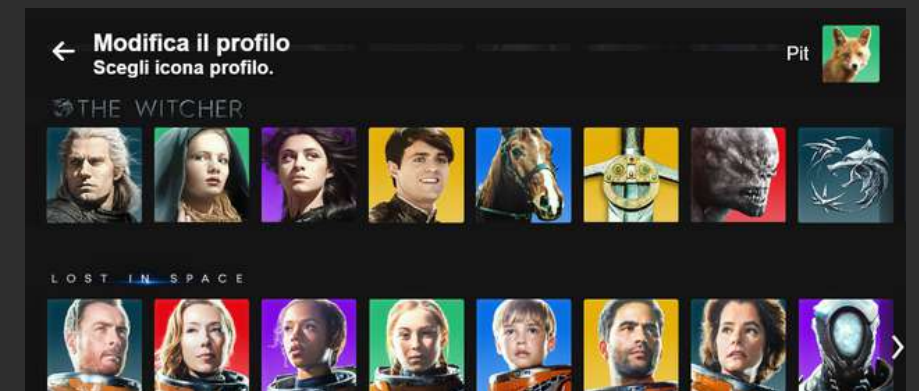 Modifica il profilo
Scegli icona profilo.
Pit
THE WITCHER
LOST IN SPACE